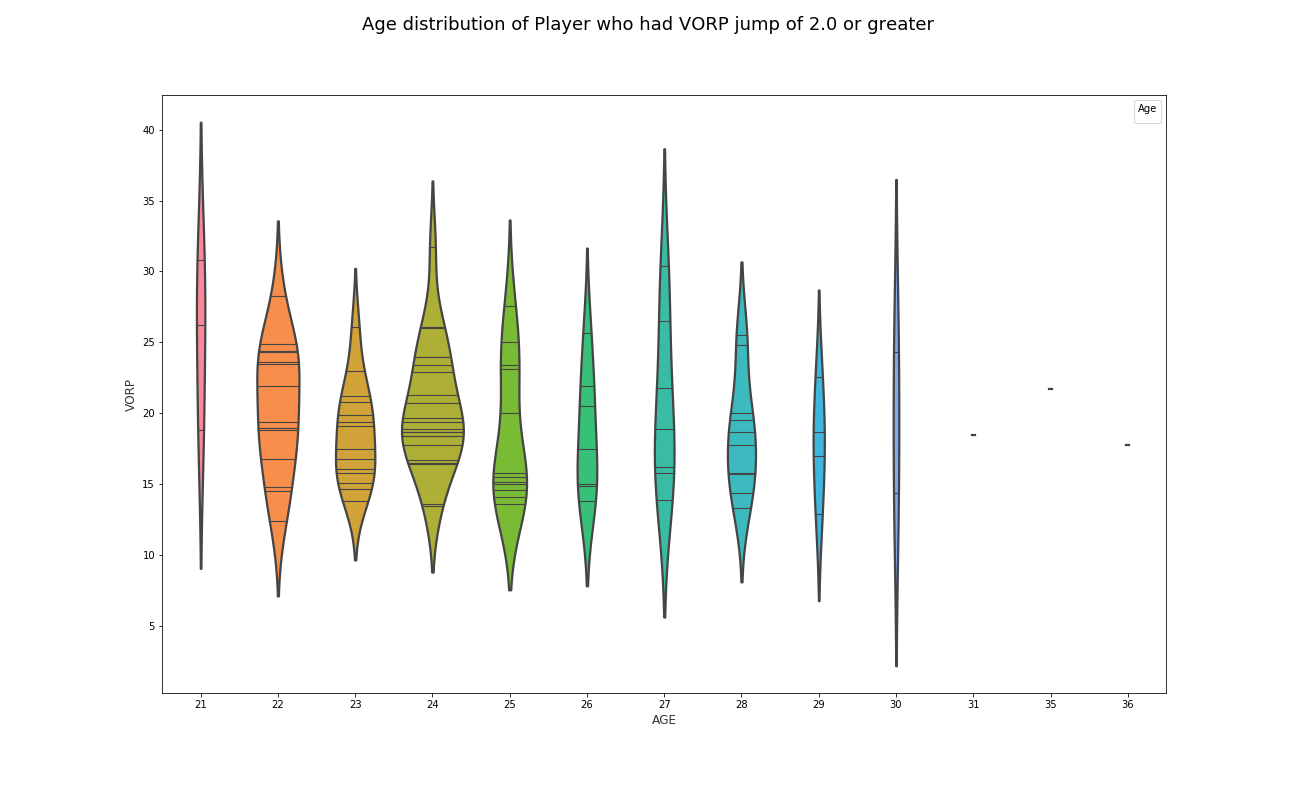 Age distribution of Player who had VORP jump of 2.0 or greater
Age
40
35
30
25
20
15
10
5
VORP
21 22 23 24 25 26 27 28 29 30 31 35 36
AGE